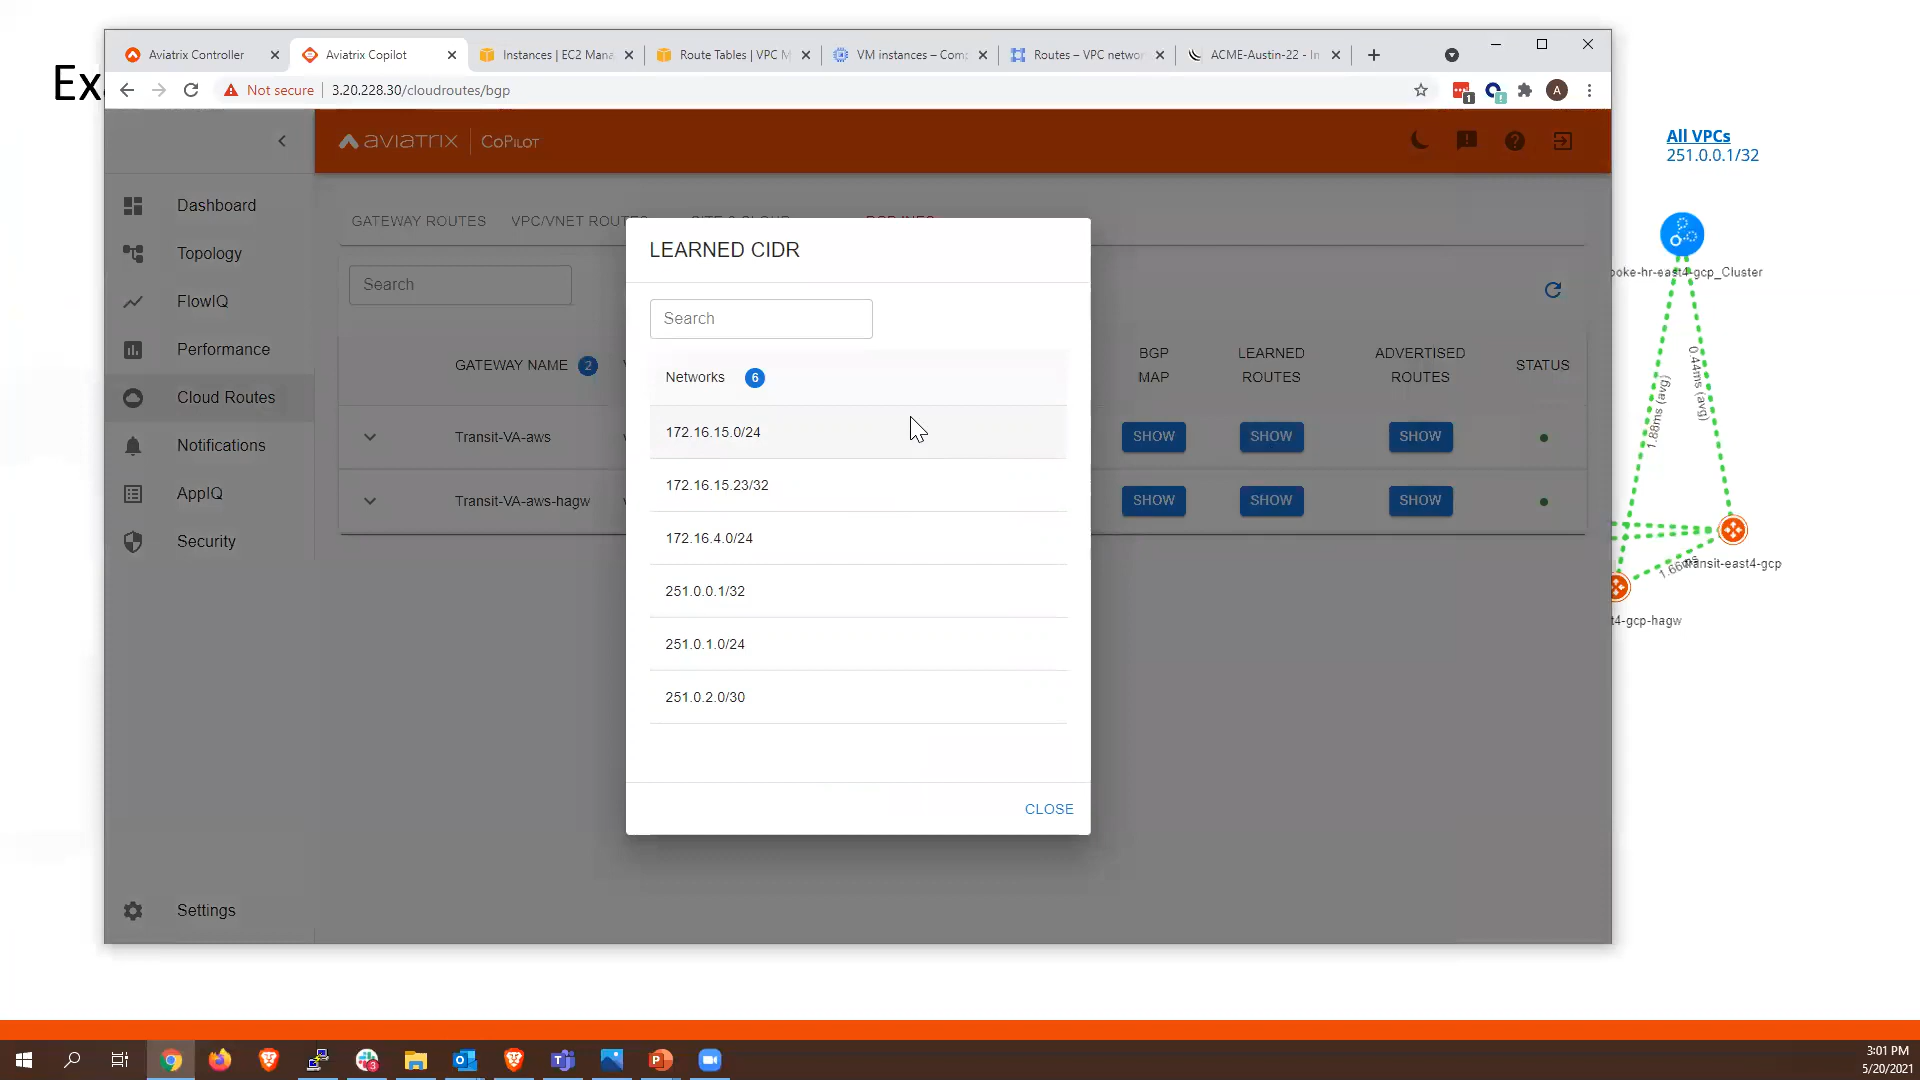 Ex
Aviatrix Controller
Aviatrix Copilot
Instances | EC2 Mana
Route Tables | VPC M
VM instances – Com
Routes – VPC networ
ACME-Austin-22 - In
Not secure
3.20.228.30/cloudroutes/bgp
A
aviatrix
CoPilot
Dashboard
Topology
FlowIQ
Performance
Cloud Routes
Notifications
AppIQ
Security
Settings
GATEWAY ROUTES
VPC/VNET ROUTES
Search
GATEWAY NAME 2
BGP
MAP
LEARNED
ROUTES
ADVERTISED
ROUTES
STATUS
Transit-VA-aws
SHOW
SHOW
SHOW
Transit-VA-aws-hagw
SHOW
SHOW
SHOW
LEARNED CIDR
Search
Networks 6
172.16.15.0/24
172.16.15.23/32
172.16.4.0/24
251.0.0.1/32
251.0.1.0/24
251.0.2.0/30
CLOSE
All VPCs
251.0.0.1/32
poke-hr-east4-gcp_Cluster
1.88ms (avg)
0.44ms (avg)
transit-east4-gcp
t4-gcp-hagw
3:01 PM
5/20/2021